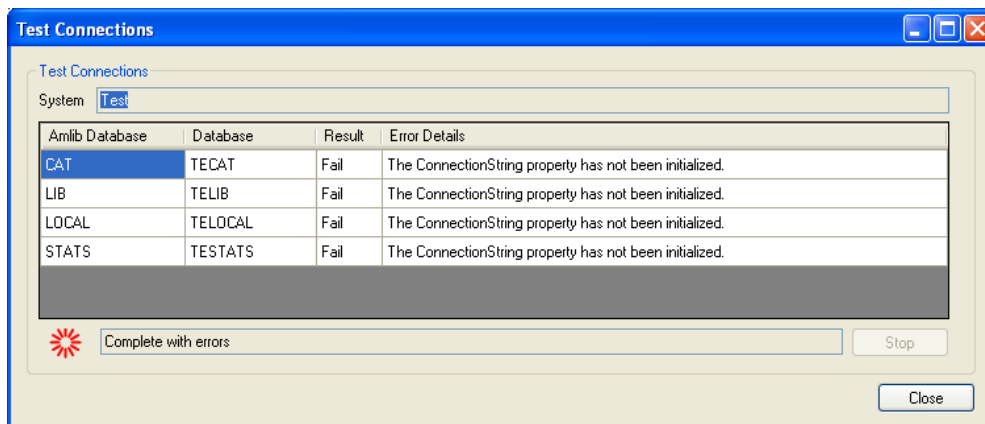 Test Connections
Test Connections
System Test
Amlib Database Database Result Error Details
CAT TECAT Fail The ConnectionString property has not been initialized.
LIB TELIB Fail The ConnectionString property has not been initialized.
LOCAL TELOCAL Fail The ConnectionString property has not been initialized.
STATS TESTATS Fail The ConnectionString property has not been initialized.
Complete with errors Stop
Close